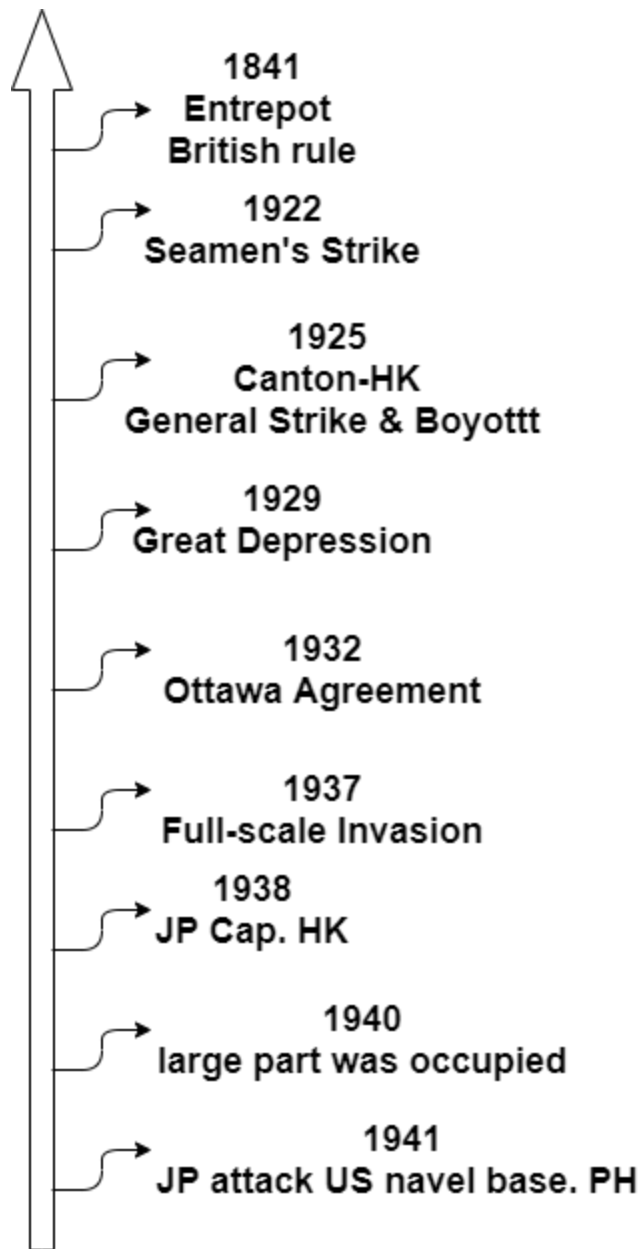 1841
Entrepot
British rule
1922
Seamen's Strike
1925
Canton-HK
General Strike & Boyottt
1929
Great Depression
1932
Ottawa Agreement
1937
Full-scale Invasion
1938
JP Cap. HK
1940
large part was occupied
1941
JP attack US navel base. PH